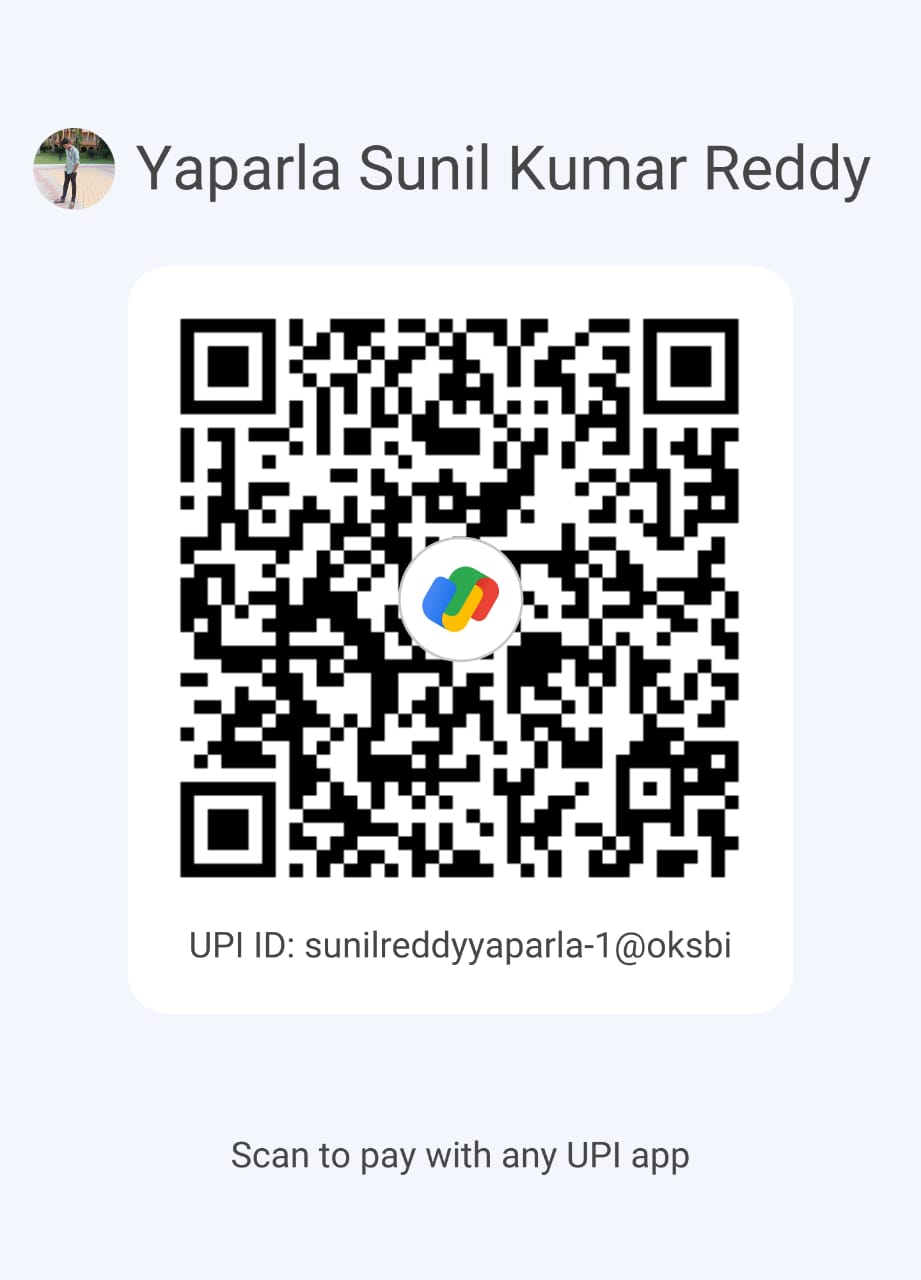 Yaparla Sunil Kumar Reddy
UPI ID: sunilreddyyaparla-1@oksbi
Scan to pay with any UPI app